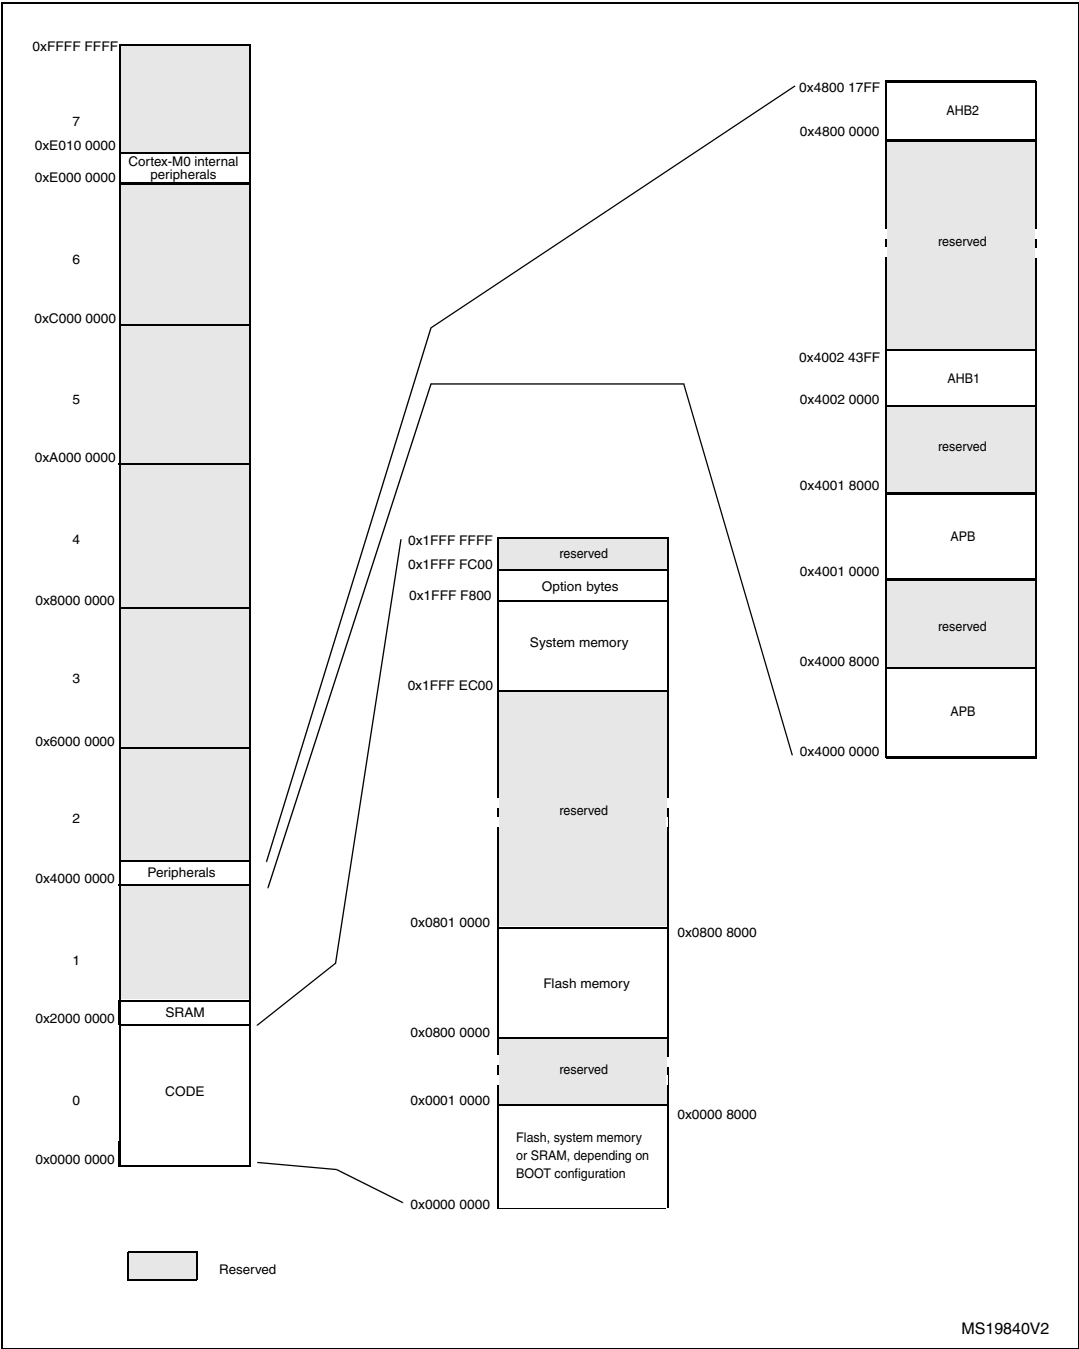 0xFFFF FFFF
7
0xE010 0000
Cortex-M0 internal
peripherals
0xE000 0000
6
0xC000 0000
5
0xA000 0000
4
0x8000 0000
3
0x6000 0000
2
Peripherals
0x4000 0000
1
SRAM
0x2000 0000
CODE
0
0x0000 0000
0x1FFF FFFF
reserved
0x1FFF FC00
Option bytes
0x1FFF F800
System memory
0x1FFF EC00
reserved
0x0801 0000
0x0800 8000
Flash memory
0x0800 0000
reserved
0x0001 0000
0x0000 8000
Flash, system memory
or SRAM, depending on
BOOT configuration
0x0000 0000
0x4800 17FF
AHB2
0x4800 0000
reserved
0x4002 43FF
AHB1
0x4002 0000
reserved
0x4001 8000
APB
0x4001 0000
reserved
0x4000 8000
APB
0x4000 0000
Reserved
MS19840V2